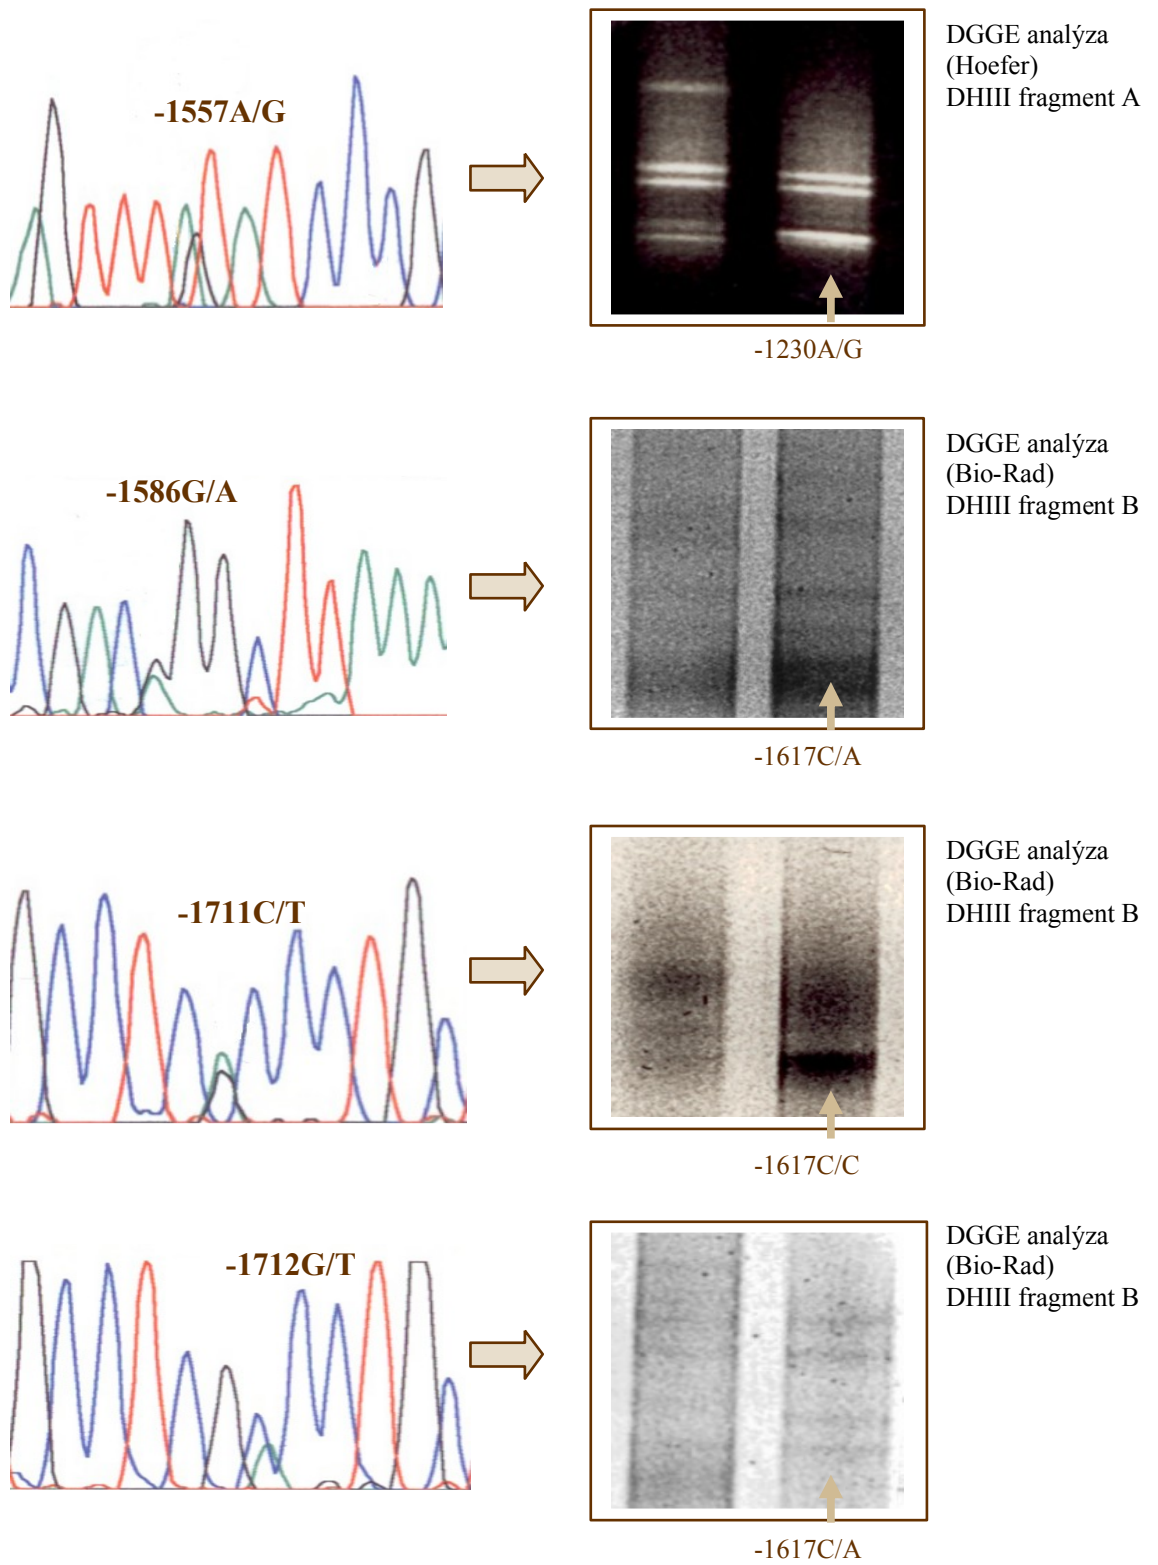 -1557A/G
DGGE analýza
(Hoefer)
DHIII fragment A
-1230A/G
-1586G/A
DGGE analýza
(Bio-Rad)
DHIII fragment B
-1617C/A
-1711C/T
DGGE analýza
(Bio-Rad)
DHIII fragment B
-1617C/C
-1712G/T
DGGE analýza
(Bio-Rad)
DHIII fragment B
-1617C/A